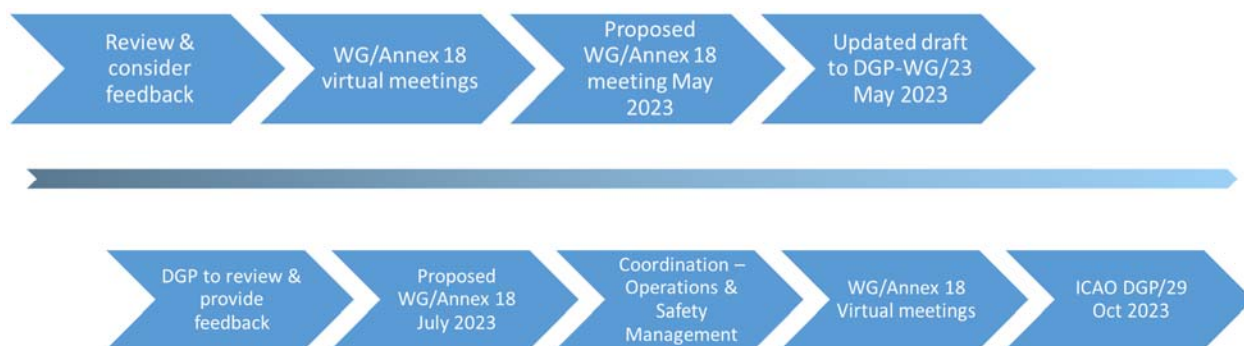 Review &
consider
feedback
WG/Annex 18
virtual meetings
Proposed
WG/Annex 18
meeting May
2023
Updated draft
to DGP-WG/23
May 2023
DGP to review &
provide
feedback
Proposed
WG/Annex 18
July 2023
Coordination –
Operations &
Safety
Management
WG/Annex 18
Virtual meetings
ICAO DGP/29
Oct 2023